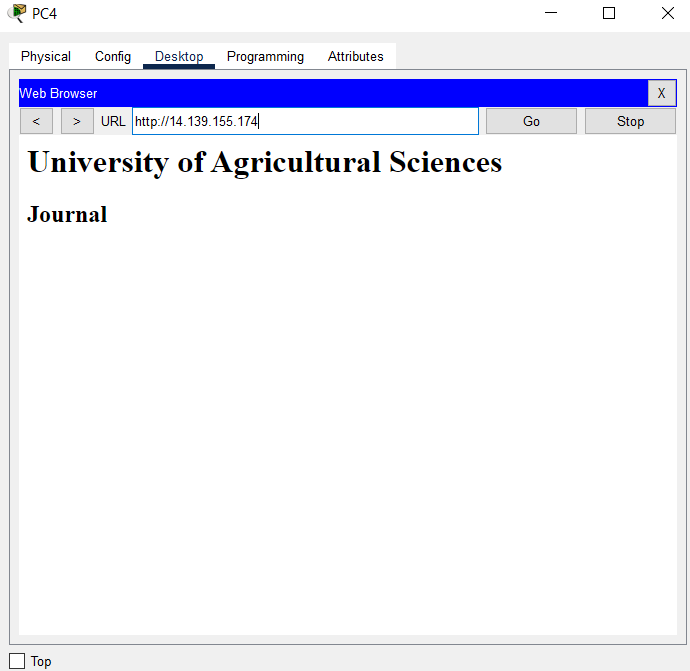 PC4
Physical Config Desktop Programming Attributes
Web Browser X
< > URL http://14.139.155.174 Go Stop
University of Agricultural Sciences
Journal
Top